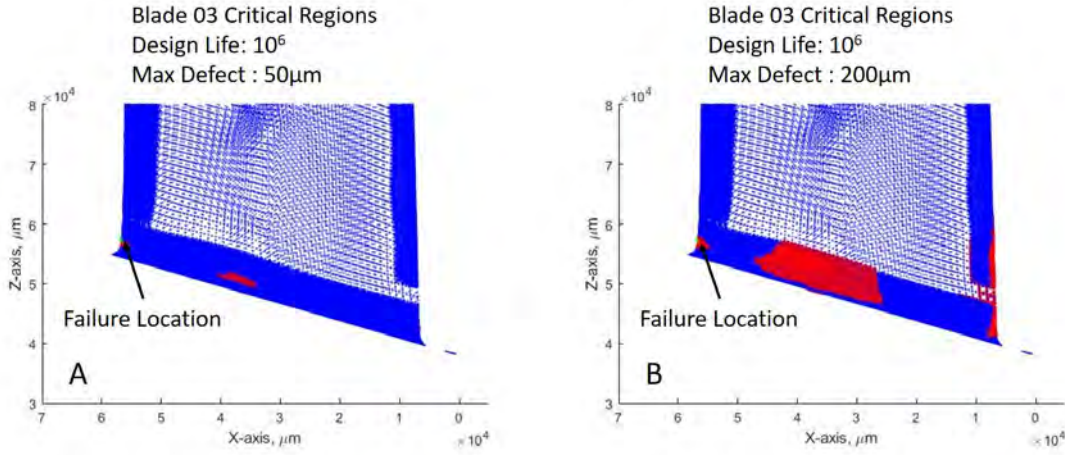 Blade 03 Critical Regions
Design Life: 10⁶
Max Defect : 50μm
× 10⁴
8
7
6
5
4
3
Z-axis, μm
Failure Location
A
7
6
5
4
3
2
1
0
X-axis, μm
× 10⁴
Blade 03 Critical Regions
Design Life: 10⁶
Max Defect : 200μm
× 10⁴
8
7
6
5
4
3
Z-axis, μm
Failure Location
B
7
6
5
4
3
2
1
0
X-axis, μm
× 10⁴